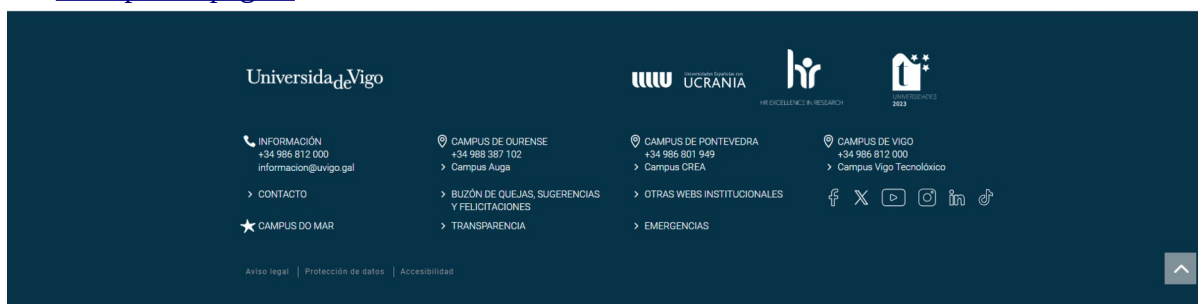 UniversidadeVigo
Universidades Españolas con
UCRANIA
HR EXCELLENCE IN RESEARCH
UNIVERSIDADES
2023
INFORMACIÓN
+34 986 812 000
informacion@uvigo.gal
CAMPUS DE OURENSE
+34 988 387 102
> Campus Auga
CAMPUS DE PONTEVEDRA
+34 986 801 949
> Campus CREA
CAMPUS DE VIGO
+34 986 812 000
> Campus Vigo Tecnolóxico
> CONTACTO
> BUZÓN DE QUEJAS, SUGERENCIAS
Y FELICITACIONES
> OTRAS WEBS INSTITUCIONALES
CAMPUS DO MAR
> TRANSPARENCIA
> EMERGENCIAS
Aviso legal | Protección de datos | Accesibilidad